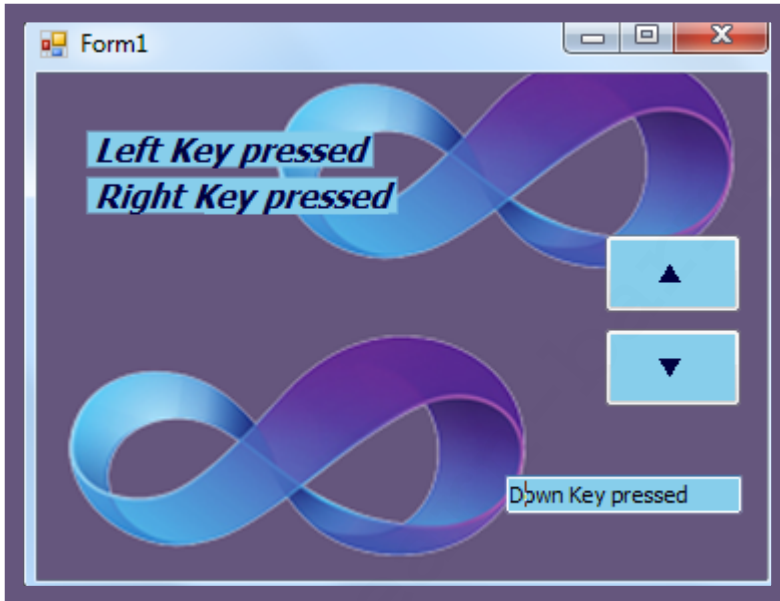 Form1
Left Key pressed
Right Key pressed
▲
▼
Down Key pressed